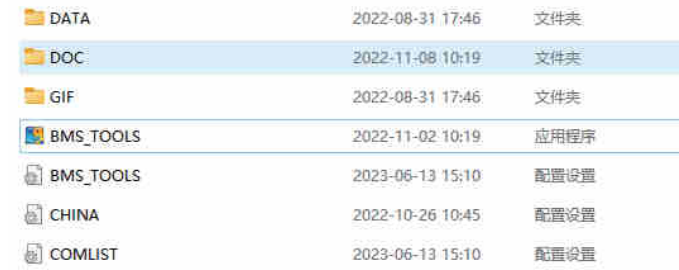 DATA 2022-08-31 17:46 文件夹
DOC 2022-11-08 10:19 文件夹
GIF 2022-08-31 17:46 文件夹
BMS_TOOLS 2022-11-02 10:19 应用程序
BMS_TOOLS 2023-06-13 15:10 配置设置
CHINA 2022-10-26 10:45 配置设置
COMLIST 2023-06-13 15:10 配置设置